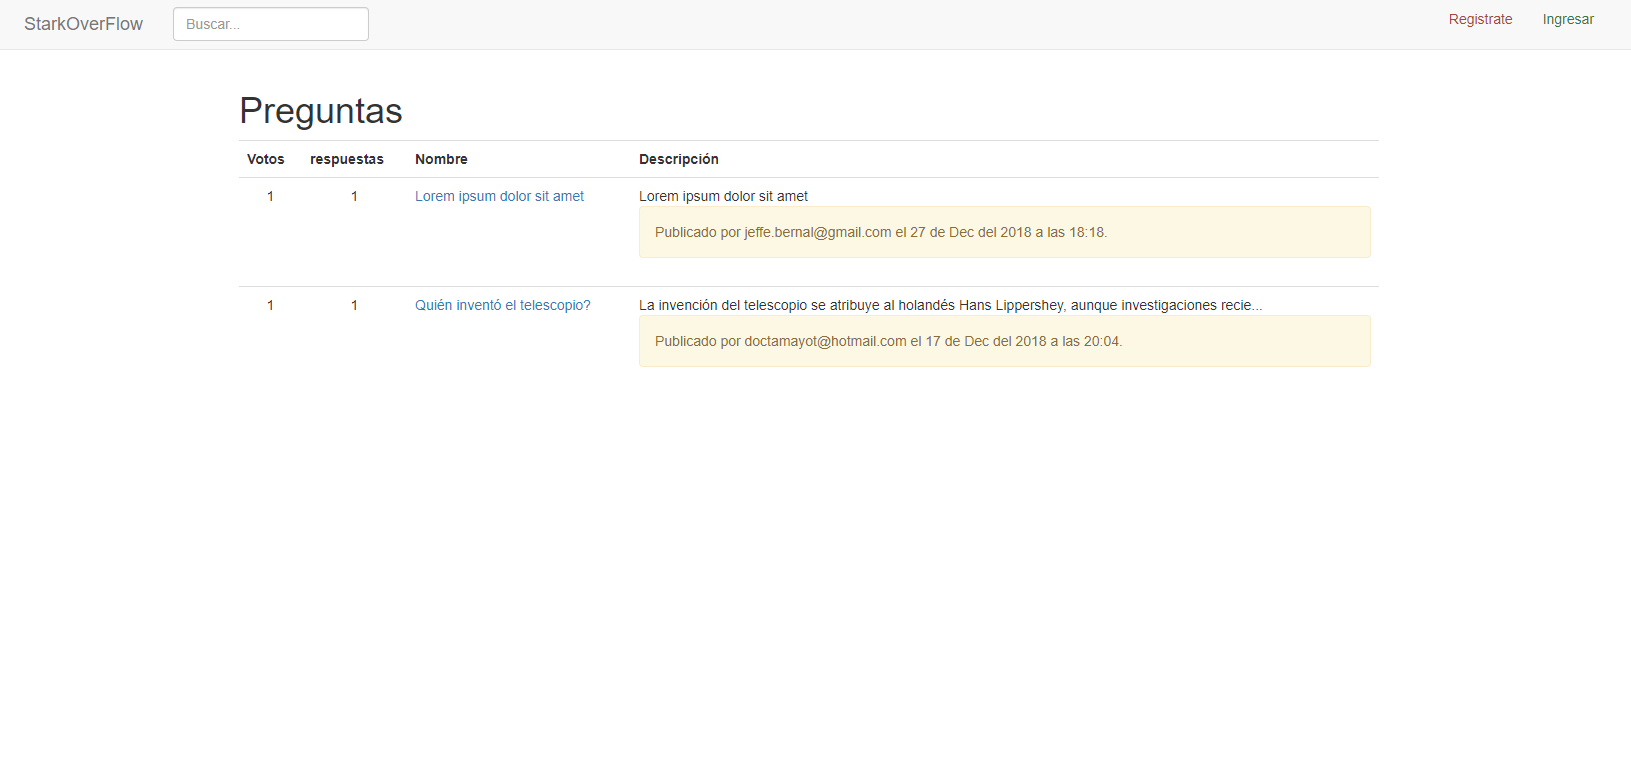 StarkOverFlow Buscar... Registrate Ingresar
Preguntas
Votos respuestas Nombre Descripción
1 1 Lorem ipsum dolor sit amet Lorem ipsum dolor sit amet
Publicado por jeffe.bernal@gmail.com el 27 de Dec del 2018 a las 18:18.
1 1 Quién inventó el telescopio? La invención del telescopio se atribuye al holandés Hans Lippershey, aunque investigaciones recie...
Publicado por doctamayot@hotmail.com el 17 de Dec del 2018 a las 20:04.